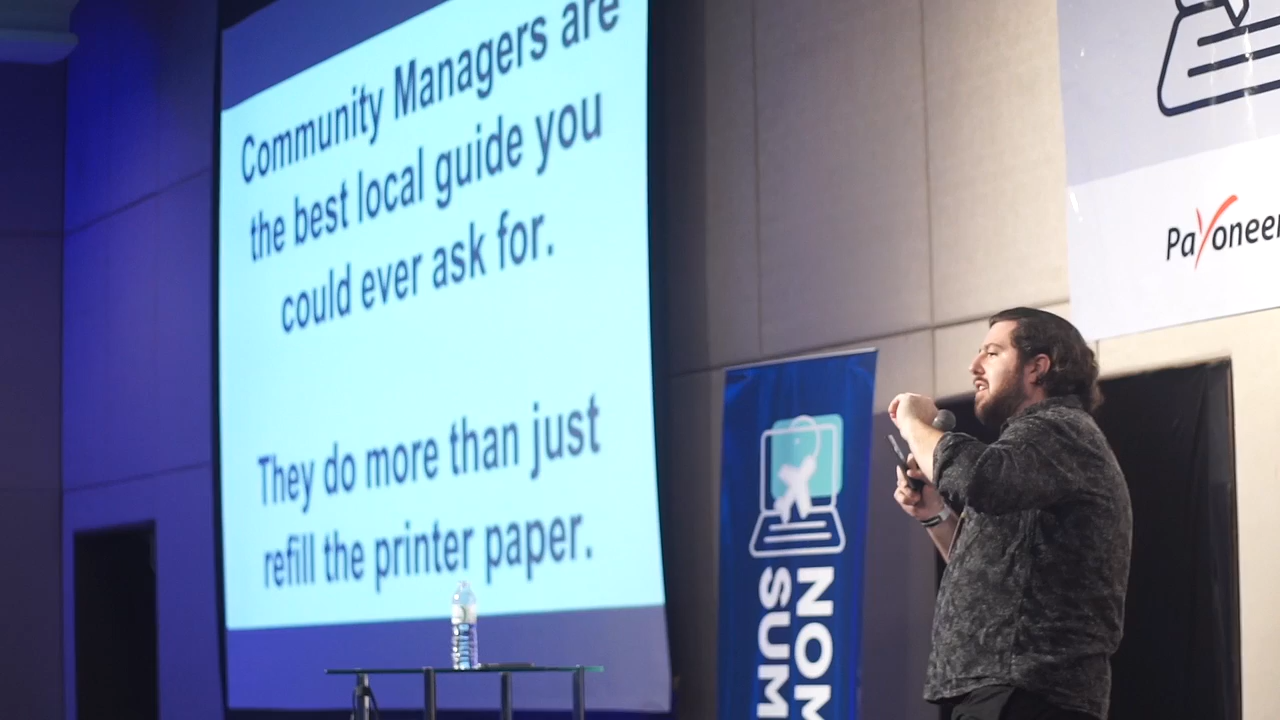 Community Managers are
the best local guide you
could ever ask for.
They do more than just
refill the printer paper.
Payoneer
NOM
SUM